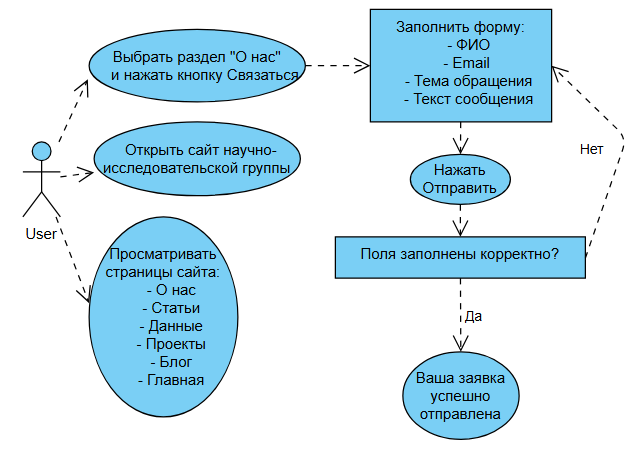 Выбрать раздел "О нас"
и нажать кнопку Связаться
Открыть сайт научно-
исследовательской группы
User
Просматривать
страницы сайта:
- О нас
- Статьи
- Данные
- Проекты
- Блог
- Главная
Заполнить форму:
- ФИО
- Email
- Тема обращения
- Текст сообщения
Нажать
Отправить
Нет
Поля заполнены корректно?
Да
Ваша заявка
успешно
отправлена